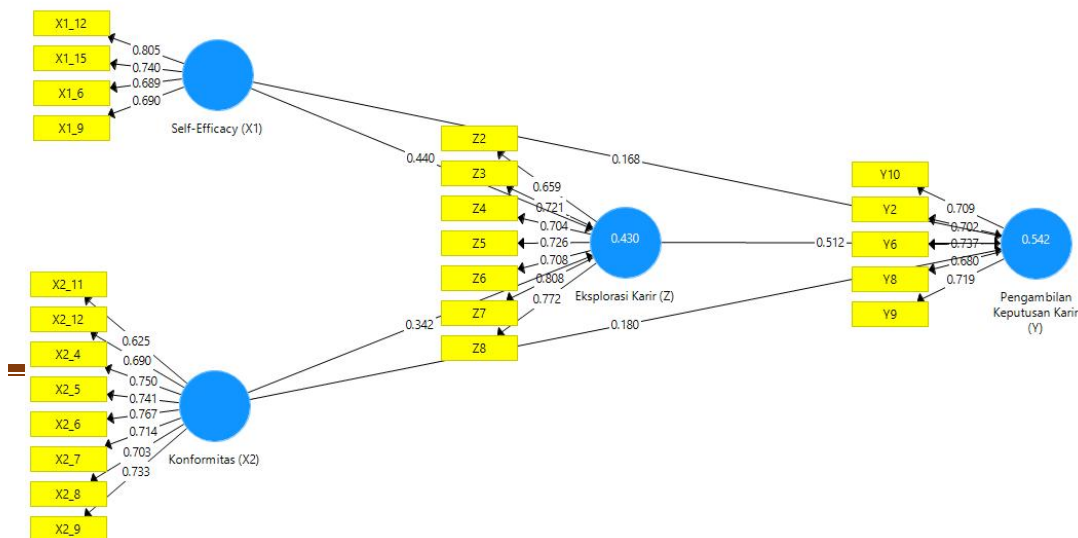 X1_12
X1_15
X1_6
X1_9
0.805
0.740
0.689
0.690
Self-Efficacy (X1)
0.440
0.168
Z2
Z3
Z4
Z5
Z6
Z7
Z8
0.659
0.721
0.704
0.726
0.708
0.808
0.772
0.430
Eksplorasi Karir (Z)
0.512
Y10
Y2
Y6
Y8
Y9
0.709
0.702
0.737
0.680
0.719
0.542
Pengambilan
Keputusan Karir
(Y)
X2_11
X2_12
X2_4
X2_5
X2_6
X2_7
X2_8
X2_9
0.625
0.690
0.750
0.741
0.767
0.714
0.703
0.733
Konformitas (X2)
0.342
0.180